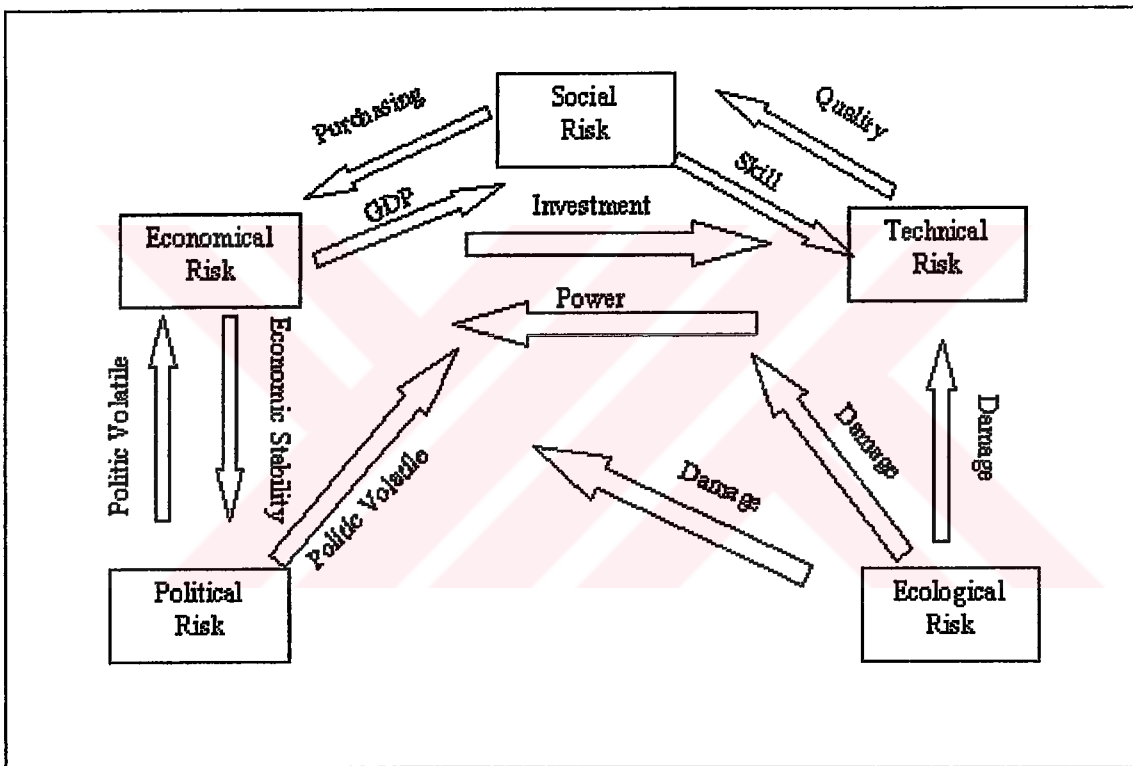 Social
Risk
Purchasing
Quality
Skill
GDP
Investment
Economical
Risk
Technical
Risk
Power
Politic Volatile
Economic Stability
Politic Volatile
Damage
Damage
Damage
Political
Risk
Ecological
Risk